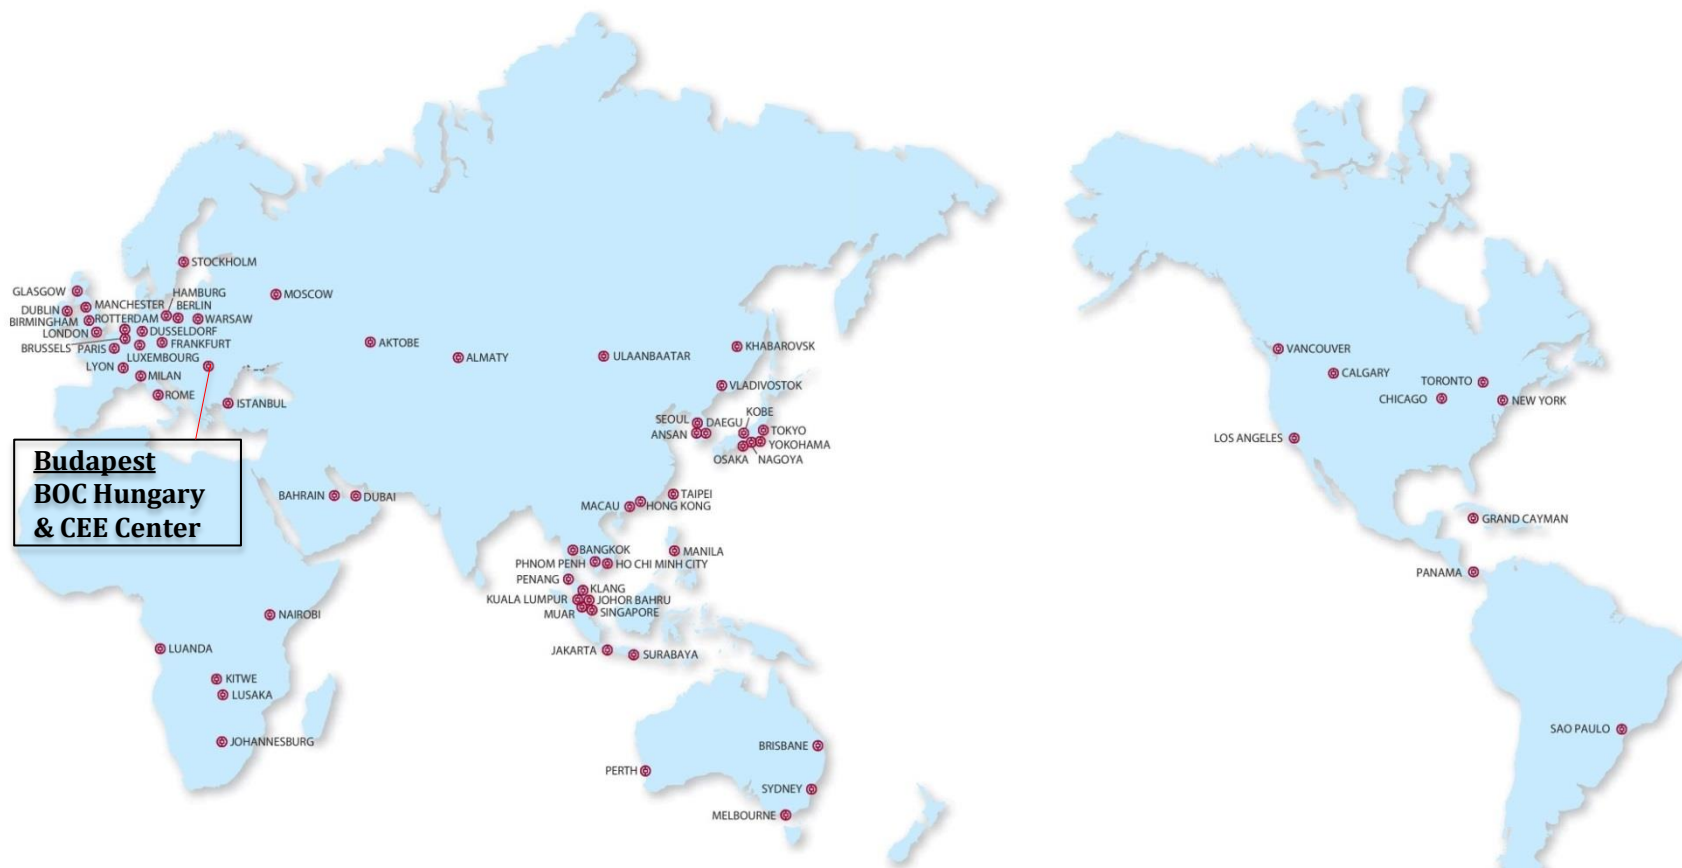 STOCKHOLM
GLASGOW
HAMBURG
MOSCOW
MANCHESTER
BERLIN
DUBLIN
BIRMINGHAM
ROTTERDAM
WARSAW
LONDON
DUSSELDORF
BRUSSELS
PARIS
FRANKFURT
LUXEMBOURG
LYON
MILAN
ROME
ISTANBUL
AKTOBE
ALMATY
ULAANBAATAR
KHABAROVSK
VLADIVOSTOK
SEOUL
DAEGU
KOBE
ANSAN
TOKYO
YOKOHAMA
OSAKA
NAGOYA
Budapest
BOC Hungary
& CEE Center
BAHRAIN
DUBAI
TAIPEI
MACAU
HONG KONG
BANGKOK
MANILA
PHNOM PENH
HO CHI MINH CITY
PENANG
KLANG
KUALA LUMPUR
JOHOR BAHRU
MUAR
SINGAPORE
JAKARTA
SURABAYA
NAIROBI
LUANDA
KITWE
LUSAKA
JOHANNESBURG
BRISBANE
PERTH
SYDNEY
MELBOURNE
VANCOUVER
CALGARY
TORONTO
CHICAGO
NEW YORK
LOS ANGELES
GRAND CAYMAN
PANAMA
SAO PAULO